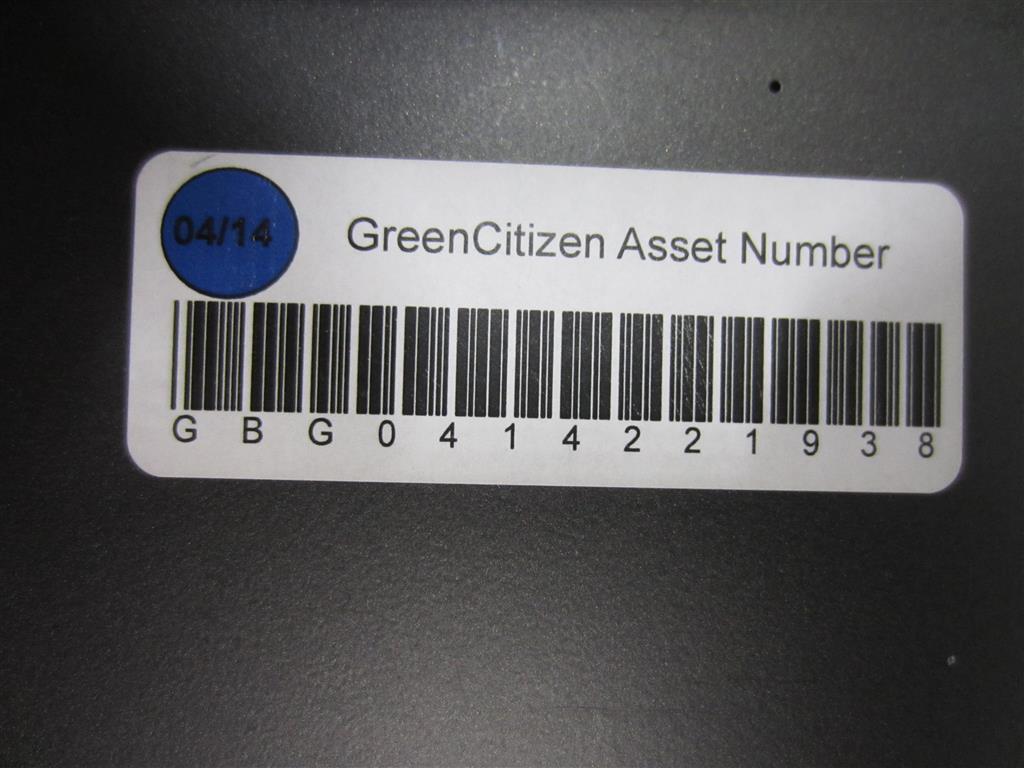 04/14
GreenCitizen Asset Number
G B G 0 4 1 4 2 2 1 9 3 8